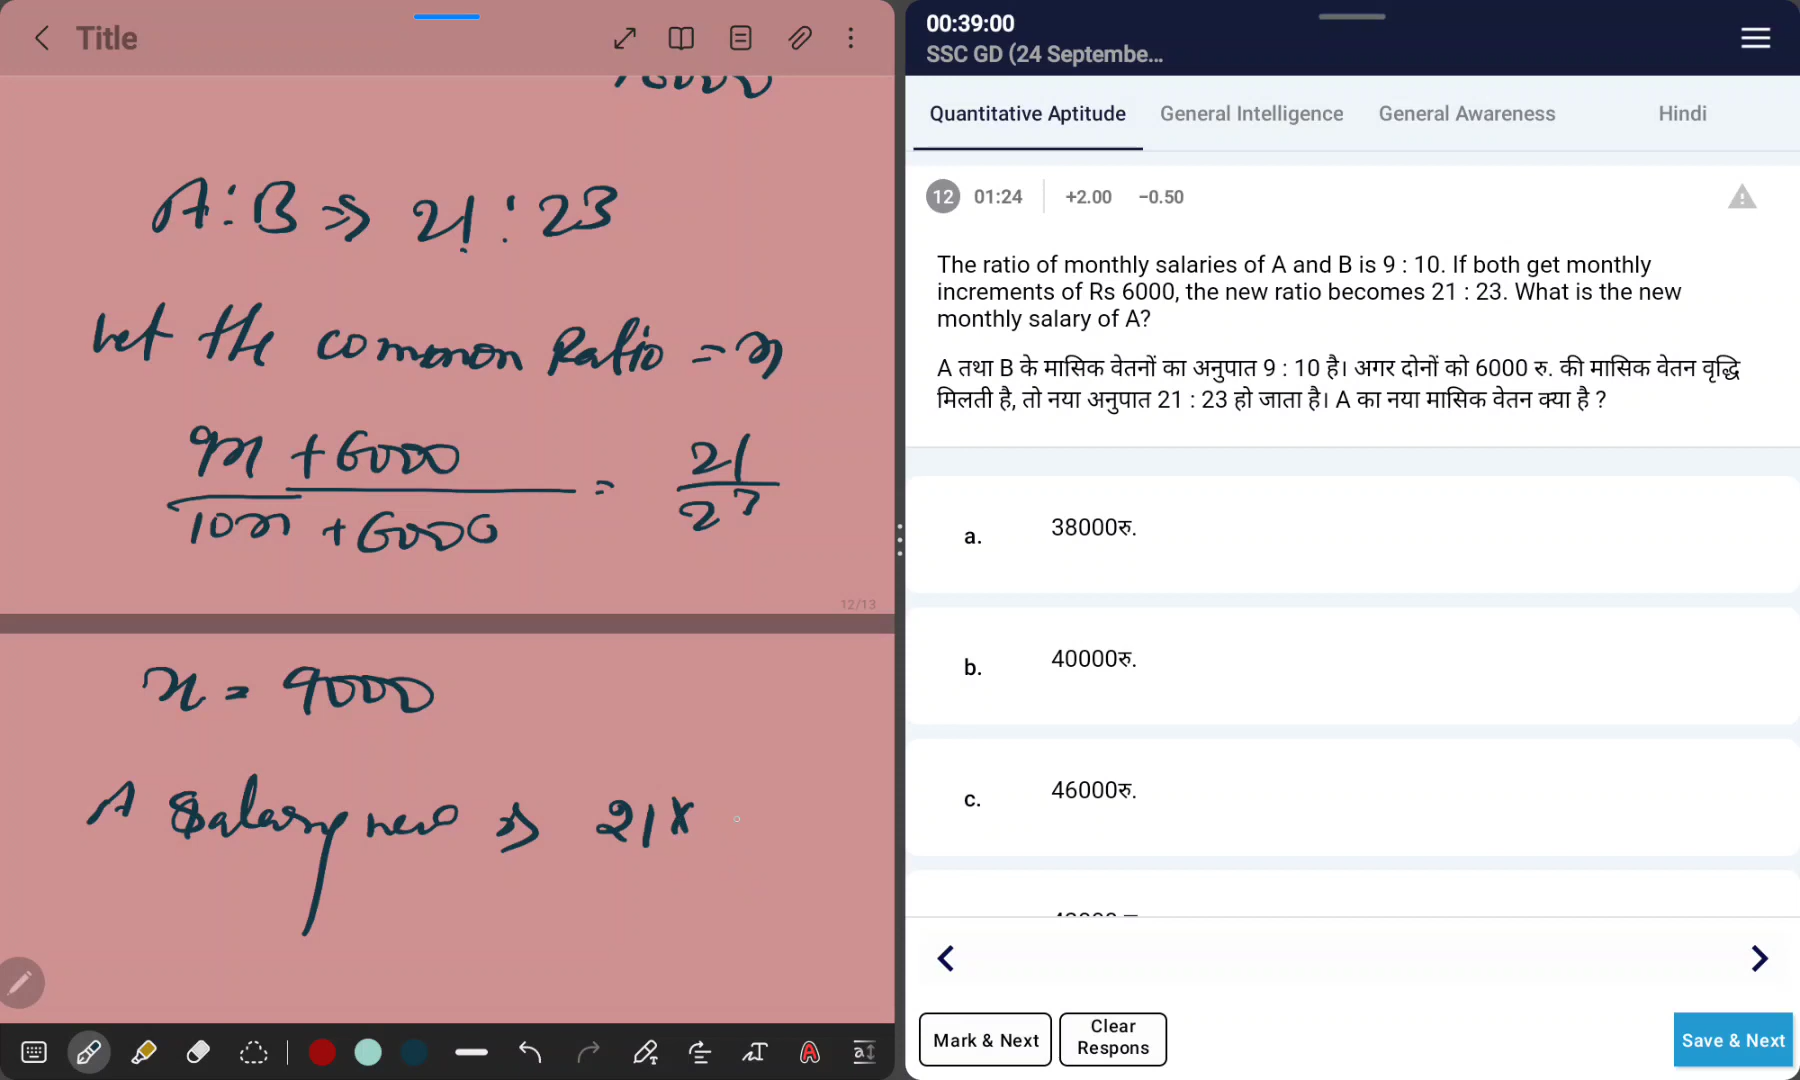 Title
A:B ⇒ 21:23
let the common Ratio = x
9x + 6000 / 10x + 6000 = 21 / 23
12/13
x = 9000
A Salary new ⇒ 21 x
00:39:00
SSC GD (24 Septembe...
Quantitative Aptitude General Intelligence General Awareness Hindi
12 01:24 +2.00 −0.50
The ratio of monthly salaries of A and B is 9 : 10. If both get monthly
increments of Rs 6000, the new ratio becomes 21 : 23. What is the new
monthly salary of A?
A तथा B के मासिक वेतनों का अनुपात 9 : 10 है। अगर दोनों को 6000 रु. की मासिक वेतन वृद्धि
मिलती है, तो नया अनुपात 21 : 23 हो जाता है। A का नया मासिक वेतन क्या है ?
a. 38000रु.
b. 40000रु.
c. 46000रु.
Mark & Next
Clear
Respons
Save & Next